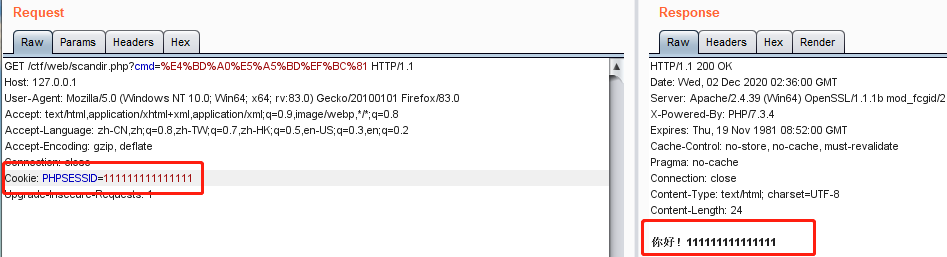 Request
Raw Params Headers Hex
GET /ctf/web/scandir.php?cmd=%E4%BD%A0%E5%A5%BD%EF%BC%81 HTTP/1.1
Host: 127.0.0.1
User-Agent: Mozilla/5.0 (Windows NT 10.0; Win64; x64; rv:83.0) Gecko/20100101 Firefox/83.0
Accept: text/html,application/xhtml+xml,application/xml;q=0.9,image/webp,*/*;q=0.8
Accept-Language: zh-CN,zh;q=0.8,zh-TW;q=0.7,zh-HK;q=0.5,en-US;q=0.3,en;q=0.2
Accept-Encoding: gzip, deflate
Connection: close
Cookie: PHPSESSID=111111111111111
Upgrade-Insecure-Requests: 1
Response
Raw Headers Hex Render
HTTP/1.1 200 OK
Date: Wed, 02 Dec 2020 02:36:00 GMT
Server: Apache/2.4.39 (Win64) OpenSSL/1.1.1b mod_fcgid/2
X-Powered-By: PHP/7.3.4
Expires: Thu, 19 Nov 1981 08:52:00 GMT
Cache-Control: no-store, no-cache, must-revalidate
Pragma: no-cache
Connection: close
Content-Type: text/html; charset=UTF-8
Content-Length: 24
你好！111111111111111